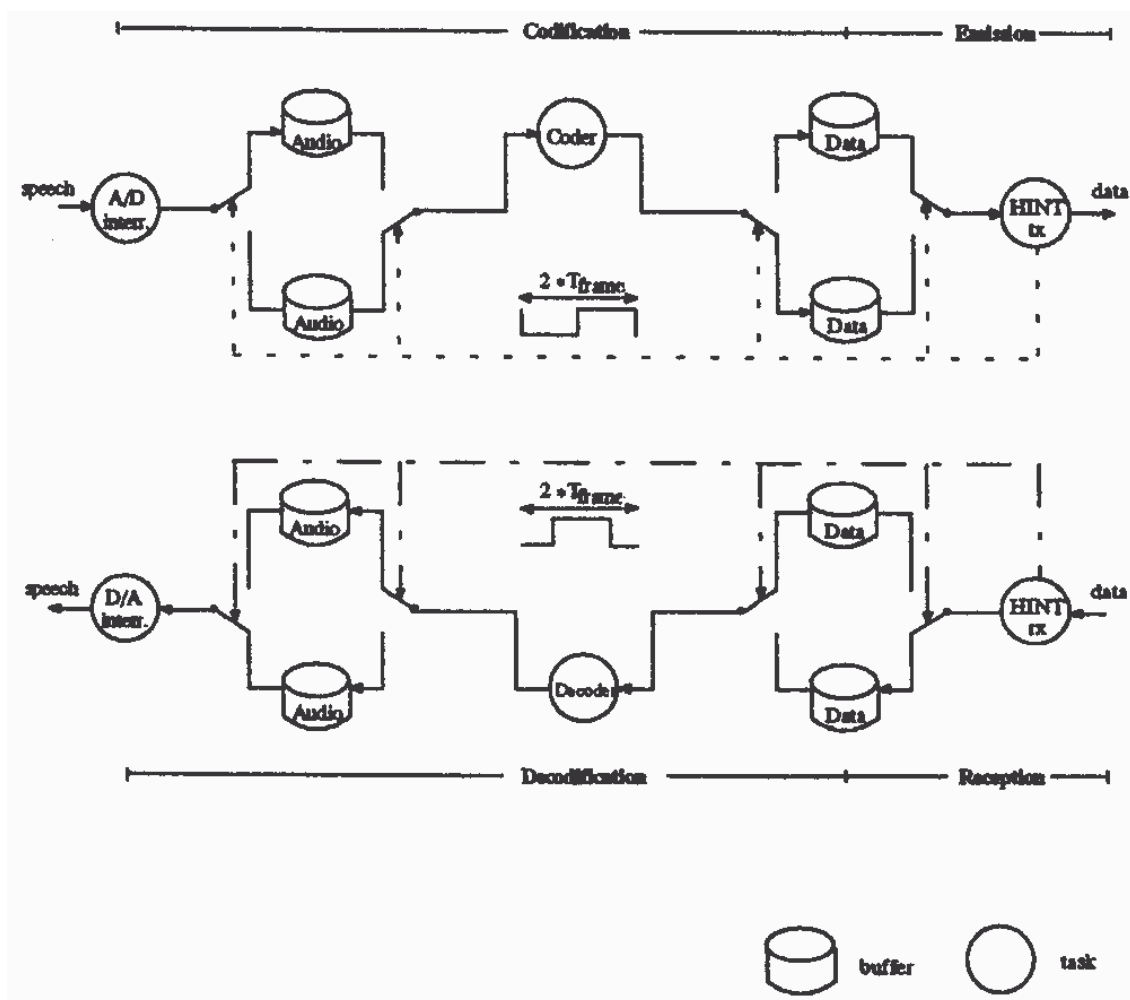 Codification Emission
Audio Coder Data
speech A/D interr. HINT tx data
2 * Tframe
Audio Data
2 * Tframe
Audio Data
speech D/A interr. HINT rx data
Decoder
Audio Data
Decodification Reception
buffer task